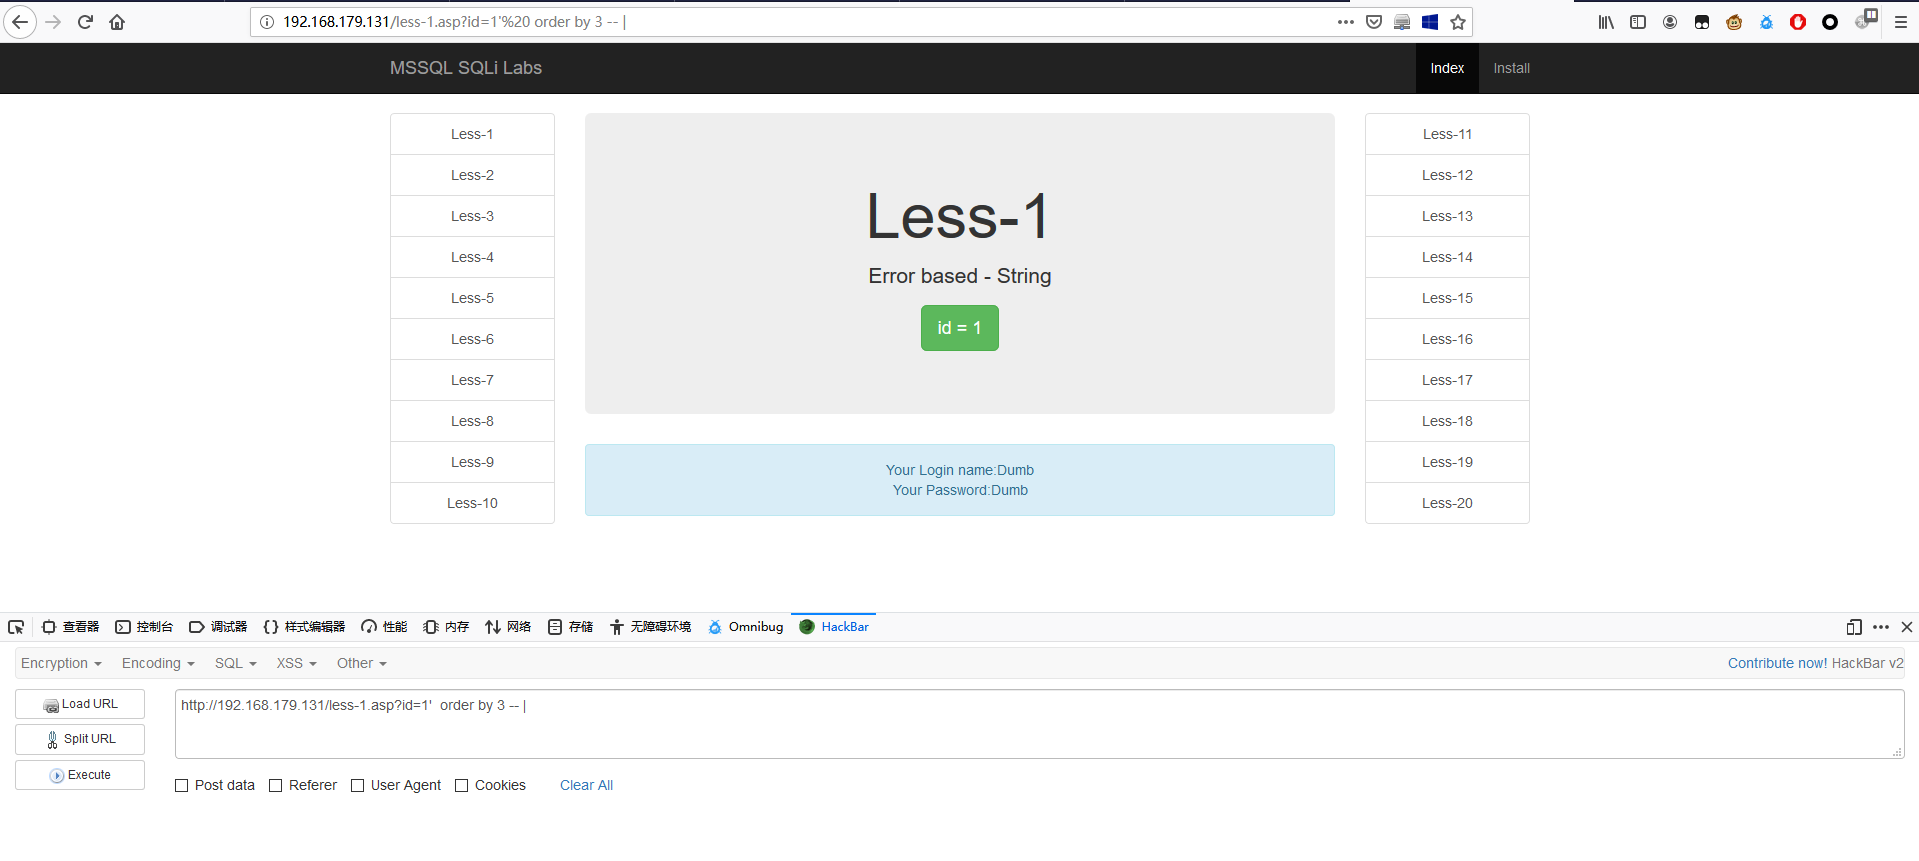 192.168.179.131/less-1.asp?id=1'%20 order by 3 -- |
MSSQL SQLi Labs
Index
Install
Less-1
Less-2
Less-3
Less-4
Less-5
Less-6
Less-7
Less-8
Less-9
Less-10
Less-1
Error based - String
id = 1
Your Login name:Dumb
Your Password:Dumb
Less-11
Less-12
Less-13
Less-14
Less-15
Less-16
Less-17
Less-18
Less-19
Less-20
查看器 控制台 调试器 样式编辑器 性能 内存 网络 存储 无障碍环境 Omnibug HackBar
Encryption Encoding SQL XSS Other Contribute now! HackBar v2
Load URL
Split URL
Execute
http://192.168.179.131/less-1.asp?id=1'  order by 3 -- |
Post data Referer User Agent Cookies Clear All